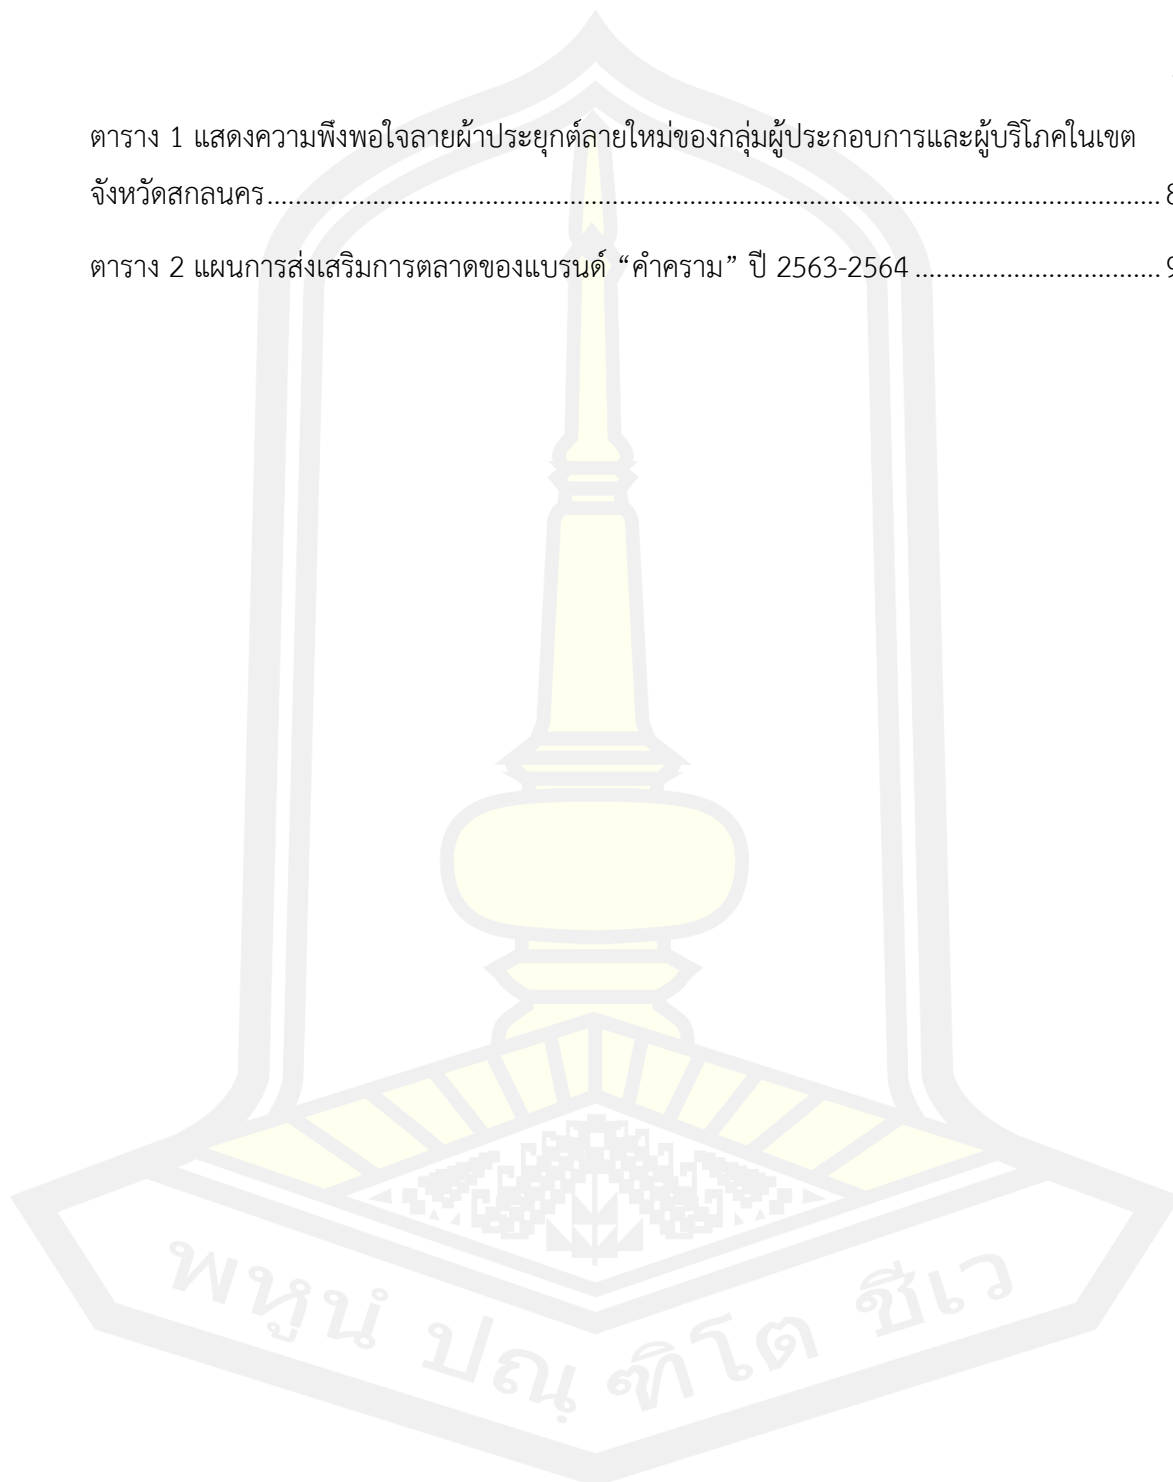 ตาราง 1 แสดงความพึงพอใจลายผ้าประยุกต์ลายใหม่ของกลุ่มผู้ประกอบการและผู้บริโภคในเขต
จังหวัดสกลนคร........................................................................................................................... 8
ตาราง 2 แผนการส่งเสริมการตลาดของแบรนด์ “คำคราม” ปี 2563-2564 .................................. 9
พหูนํ ปณฺฑิโต ชีเว